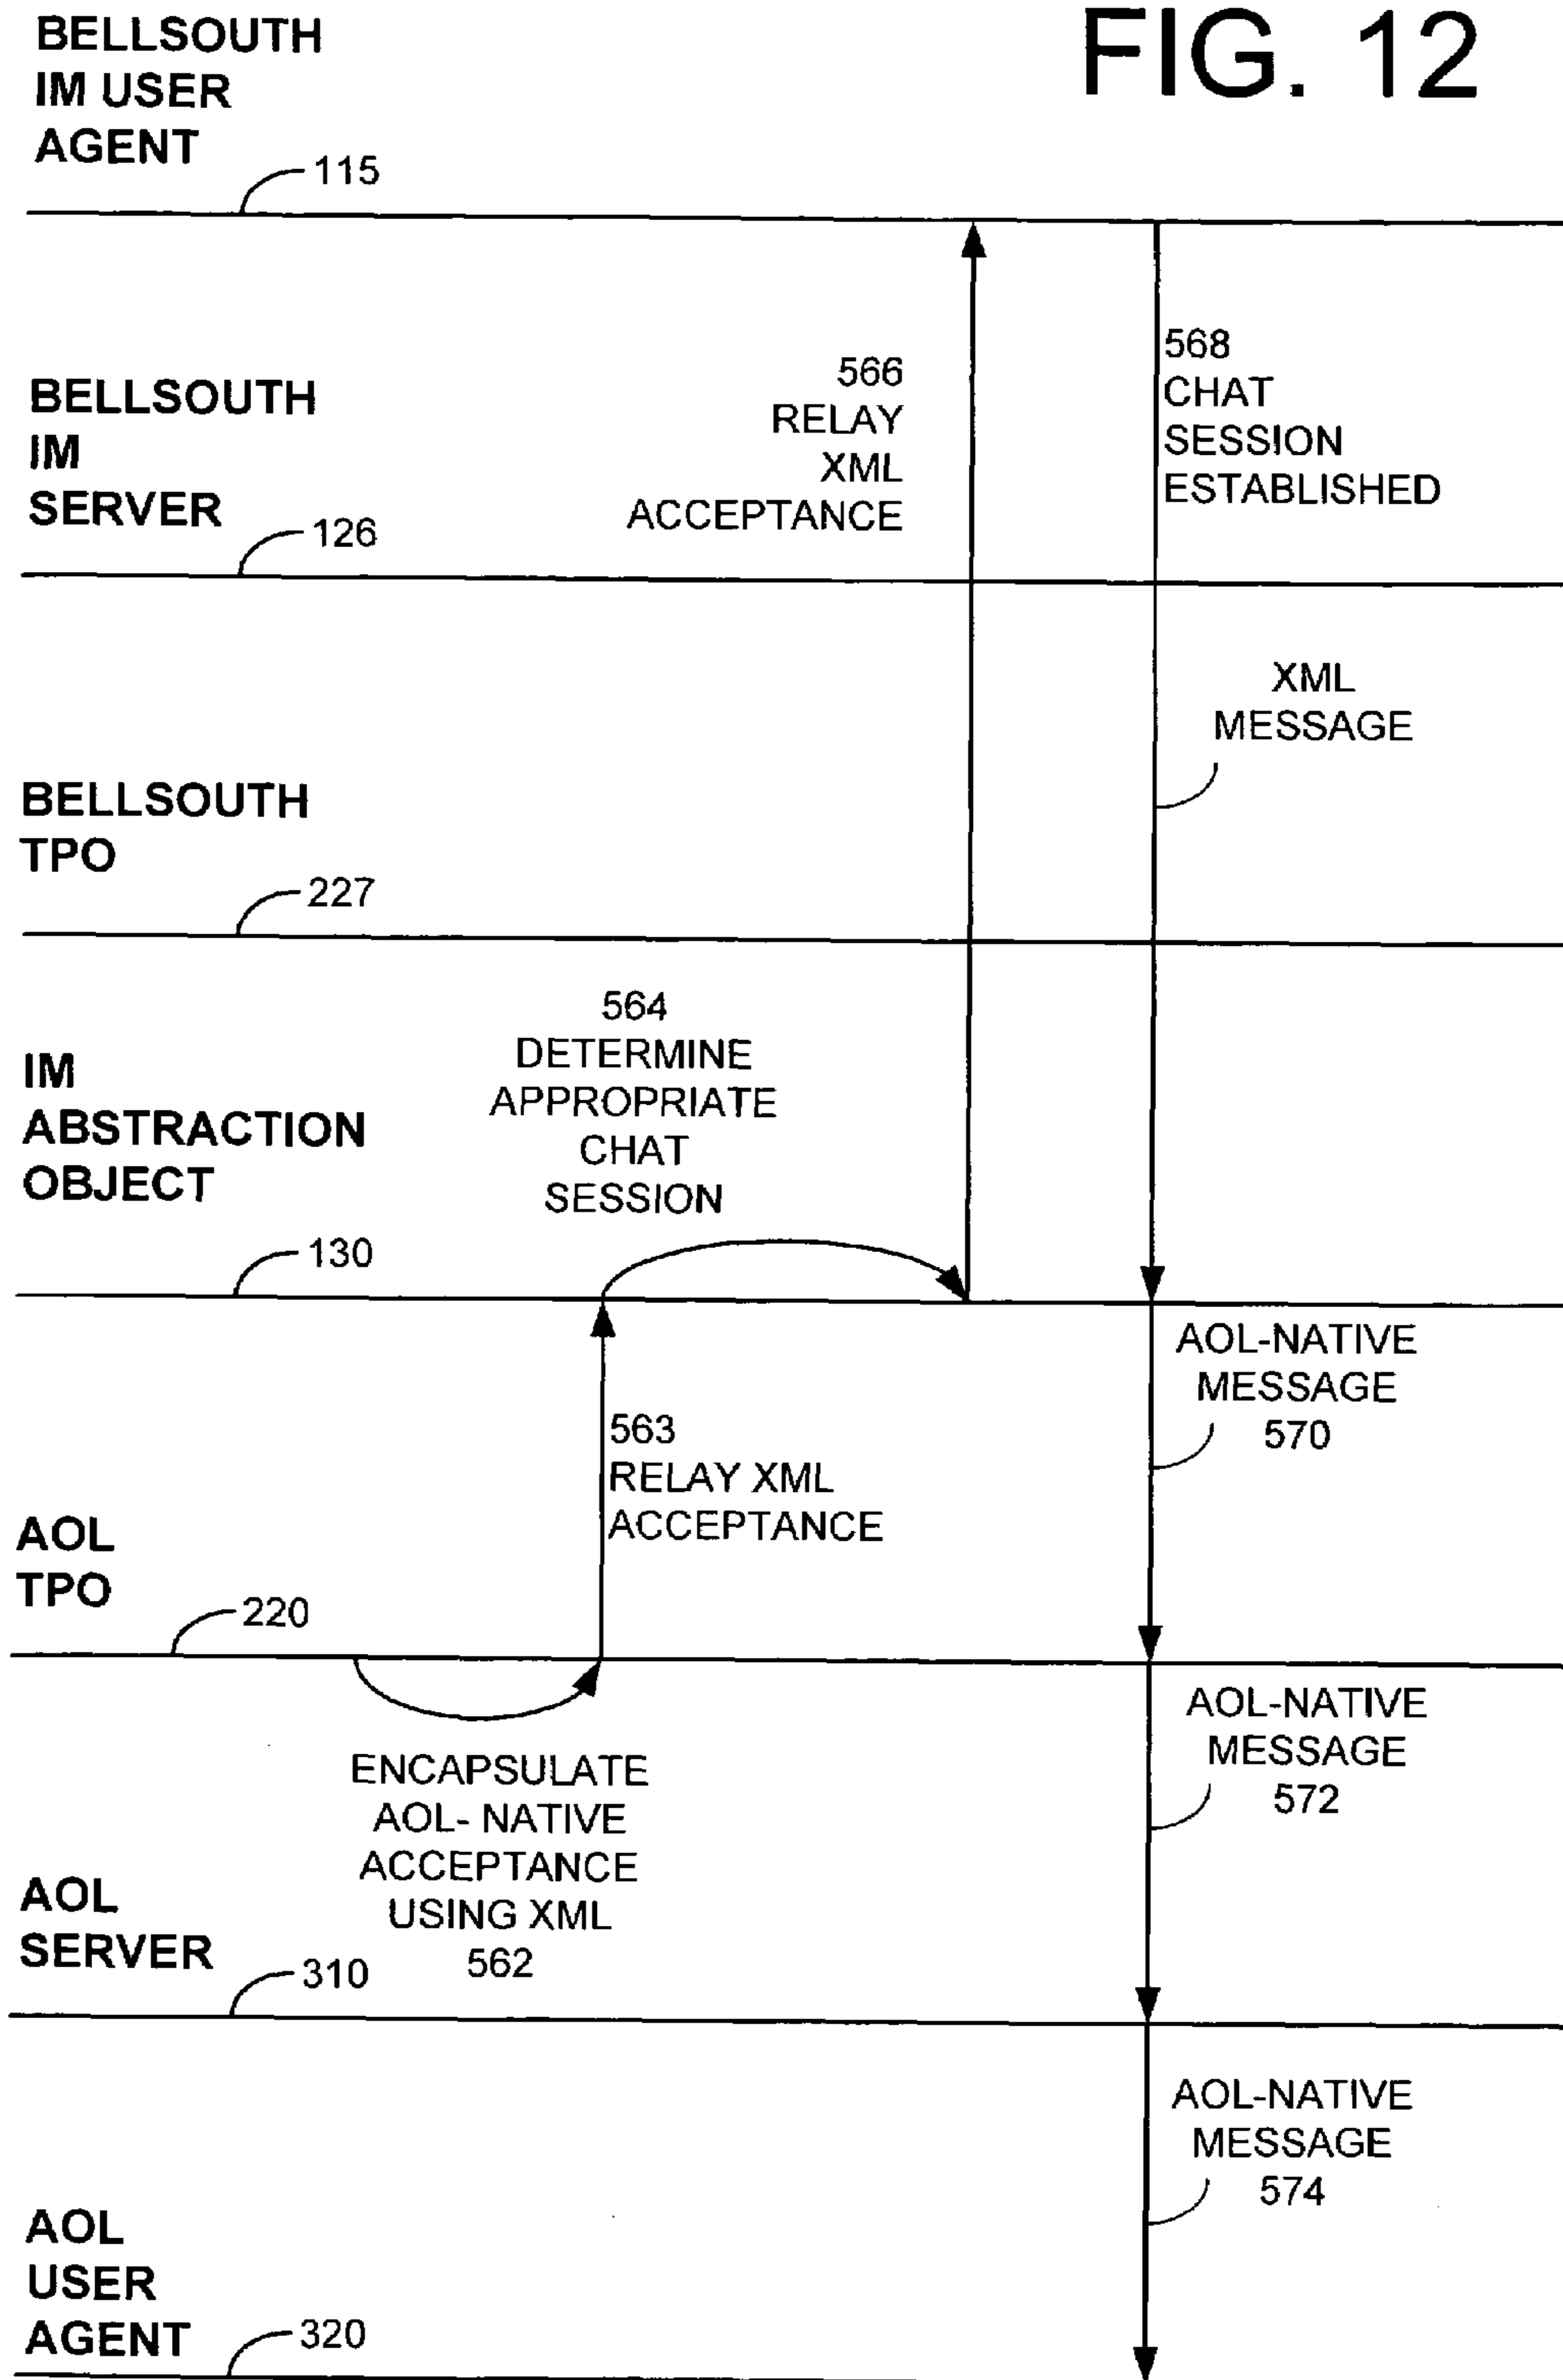 FIG. 12
BELLSOUTH
IM USER
AGENT
115
566
RELAY
XML
ACCEPTANCE
568
CHAT
SESSION
ESTABLISHED
BELLSOUTH
IM
SERVER
126
XML
MESSAGE
BELLSOUTH
TPO
227
564
DETERMINE
APPROPRIATE
CHAT
SESSION
IM
ABSTRACTION
OBJECT
130
AOL-NATIVE
MESSAGE
570
563
RELAY XML
ACCEPTANCE
AOL
TPO
220
AOL-NATIVE
MESSAGE
572
ENCAPSULATE
AOL- NATIVE
ACCEPTANCE
USING XML
562
AOL
SERVER
310
AOL-NATIVE
MESSAGE
574
AOL
USER
AGENT
320